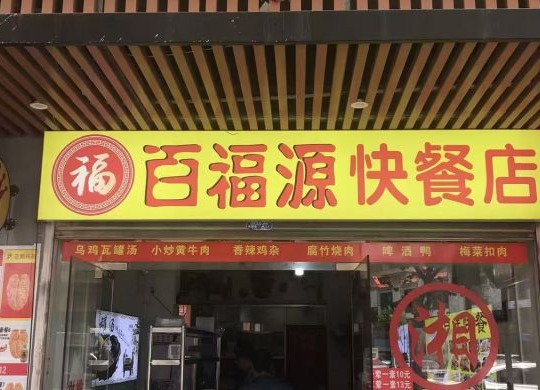 福 百福源快餐店
乌鸡瓦罐汤 小炒黄牛肉 香辣鸡杂 腐竹烧肉 啤酒鸭 梅菜扣肉
湘
快餐
荤一素10元
荤一素13元